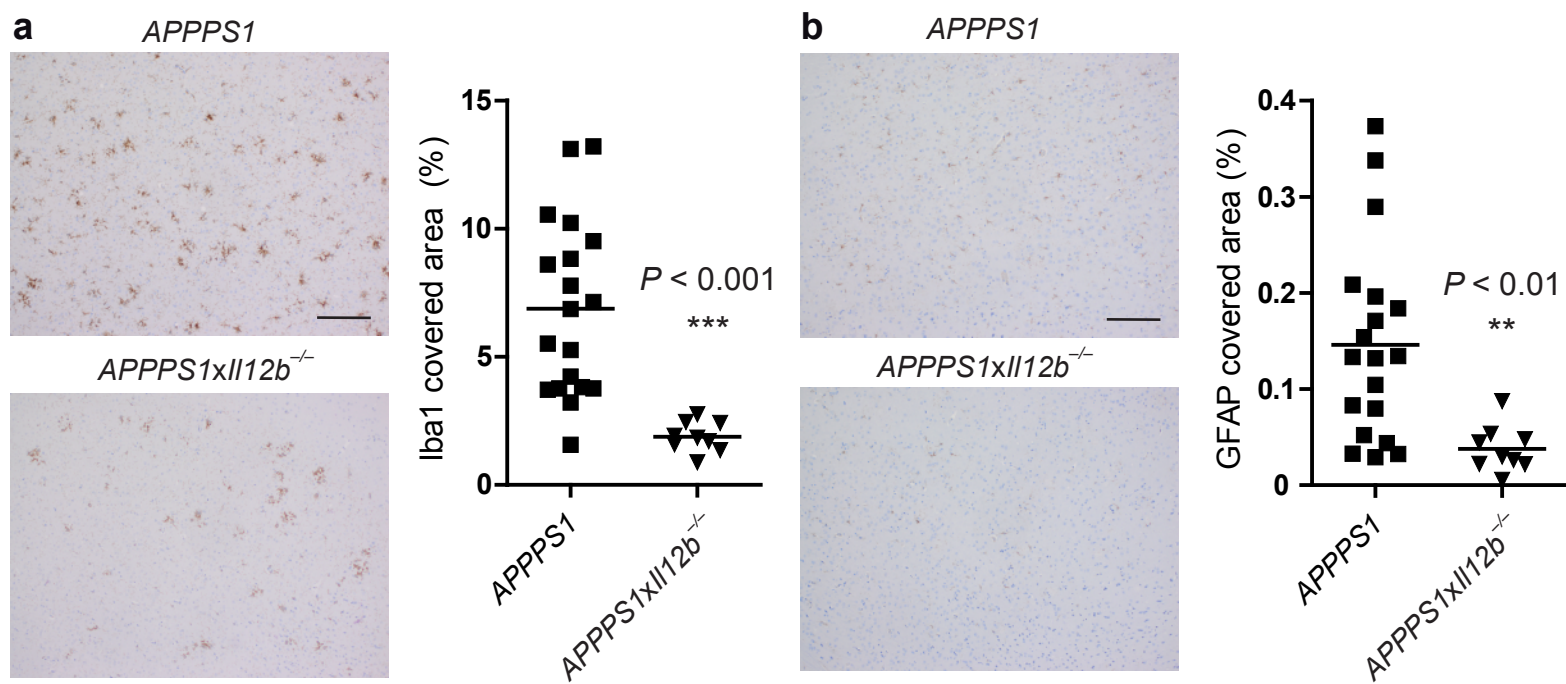 a
APPPS1
APPPS1xIl12b–/–
Iba1 covered area (%)
15
10
5
0
P < 0.001
***
APPPS1
APPPS1xIl12b–/–
b
APPPS1
APPPS1xIl12b–/–
GFAP covered area (%)
0.4
0.3
0.2
0.1
0
P < 0.01
**
APPPS1
APPPS1xIl12b–/–